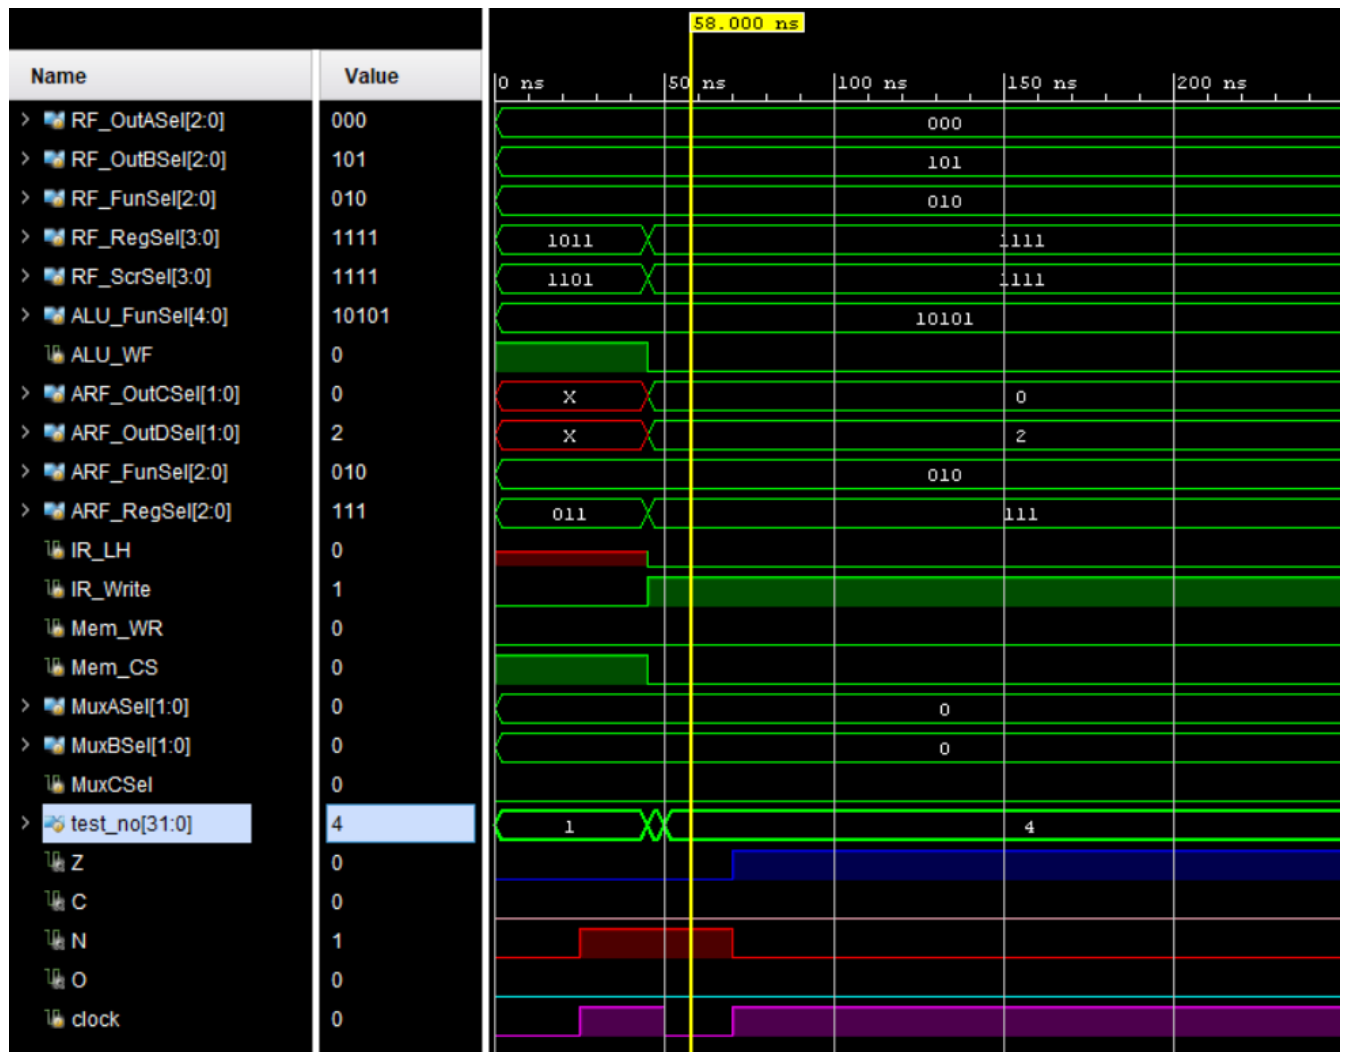 58.000 ns
Name Value 0 ns 50 ns 100 ns 150 ns 200 ns
RF_OutASel[2:0] 000 000
RF_OutBSel[2:0] 101 101
RF_FunSel[2:0] 010 010
RF_RegSel[3:0] 1111 1011 1111
RF_ScrSel[3:0] 1111 1101 1111
ALU_FunSel[4:0] 10101 10101
ALU_WF 0
ARF_OutCSel[1:0] 0 X 0
ARF_OutDSel[1:0] 2 X 2
ARF_FunSel[2:0] 010 010
ARF_RegSel[2:0] 111 011 111
IR_LH 0
IR_Write 1
Mem_WR 0
Mem_CS 0
MuxASel[1:0] 0 0
MuxBSel[1:0] 0 0
MuxCSel 0
test_no[31:0] 4 1 4
Z 0
C 0
N 1
O 0
clock 0